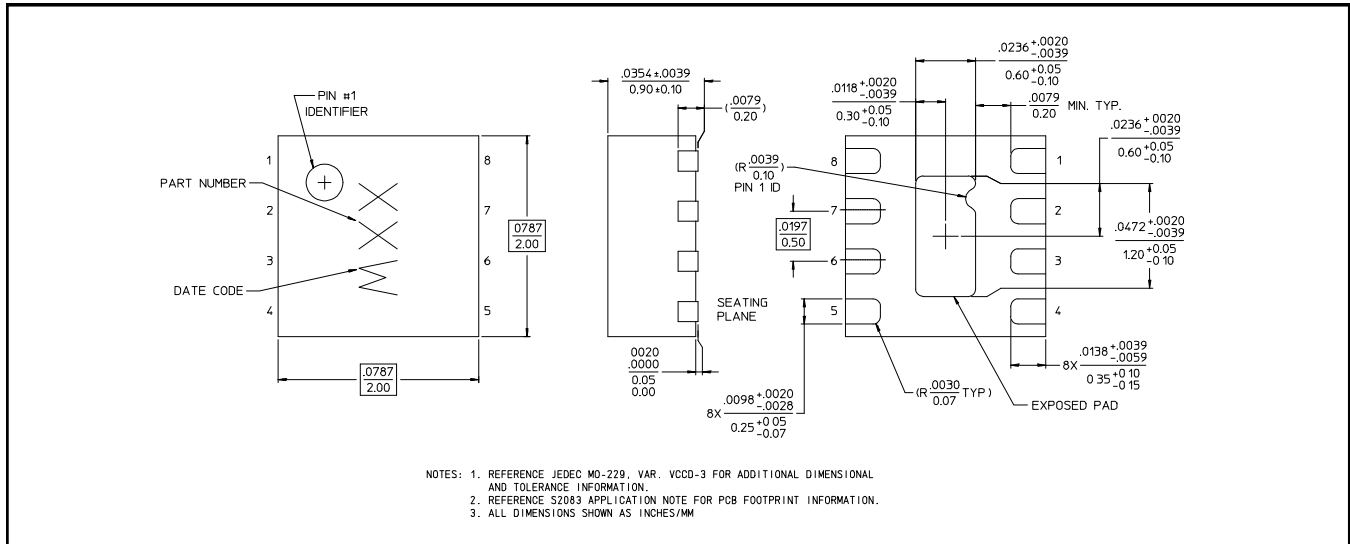 PIN #1
IDENTIFIER
PART NUMBER
DATE CODE
1
2
3
4
8
7
6
5
XX
.0787
2.00
.0787
2.00
.0354±.0039
0.90±0.10
(.0079
0.20)
SEATING
PLANE
0020
.0000
0.05
0.00
.0236 +.0020
-.0039
0.60 +0.05
-0.10
.0118 +.0020
-.0039
0.30 +0.05
-0.10
.0079 MIN. TYP.
0.20
.0236 +.0020
-.0039
0.60 +0.05
-0.10
(R .0039
0.10)
PIN 1 ID
.0197
0.50
8
7
6
5
1
2
3
4
.0472 +.0020
-.0039
1.20 +0.05
-0 10
8X .0138 +.0039
-.0059
0 35 +0 10
-0 15
8X .0098 +.0020
-.0028
0.25 +0 05
-0.07
(R .0030 TYP)
0.07
EXPOSED PAD
NOTES: 1. REFERENCE JEDEC MO-229, VAR. VCCD-3 FOR ADDITIONAL DIMENSIONAL
AND TOLERANCE INFORMATION.
2. REFERENCE S2083 APPLICATION NOTE FOR PCB FOOTPRINT INFORMATION.
3. ALL DIMENSIONS SHOWN AS INCHES/MM